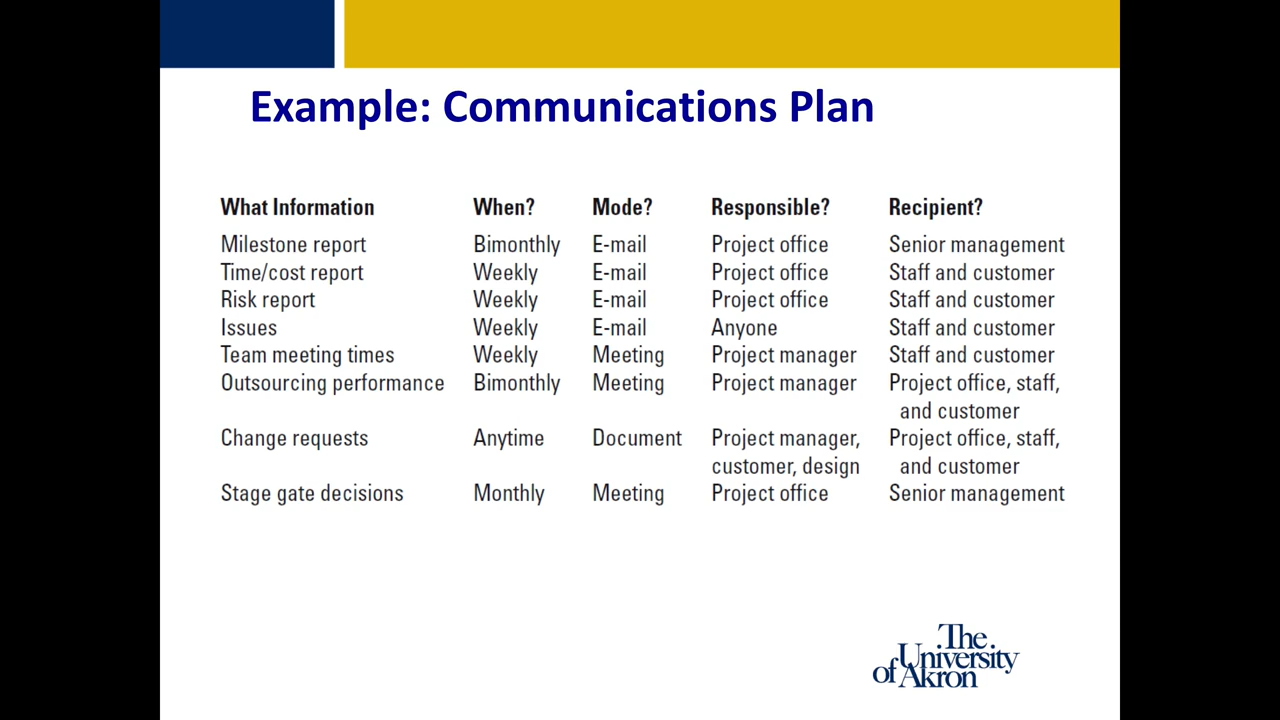 Example: Communications Plan
What Information When? Mode? Responsible? Recipient?
Milestone report Bimonthly E-mail Project office Senior management
Time/cost report Weekly E-mail Project office Staff and customer
Risk report Weekly E-mail Project office Staff and customer
Issues Weekly E-mail Anyone Staff and customer
Team meeting times Weekly Meeting Project manager Staff and customer
Outsourcing performance Bimonthly Meeting Project manager Project office, staff,
and customer
Change requests Anytime Document Project manager, Project office, staff,
customer, design and customer
Stage gate decisions Monthly Meeting Project office Senior management
The
University
of Akron